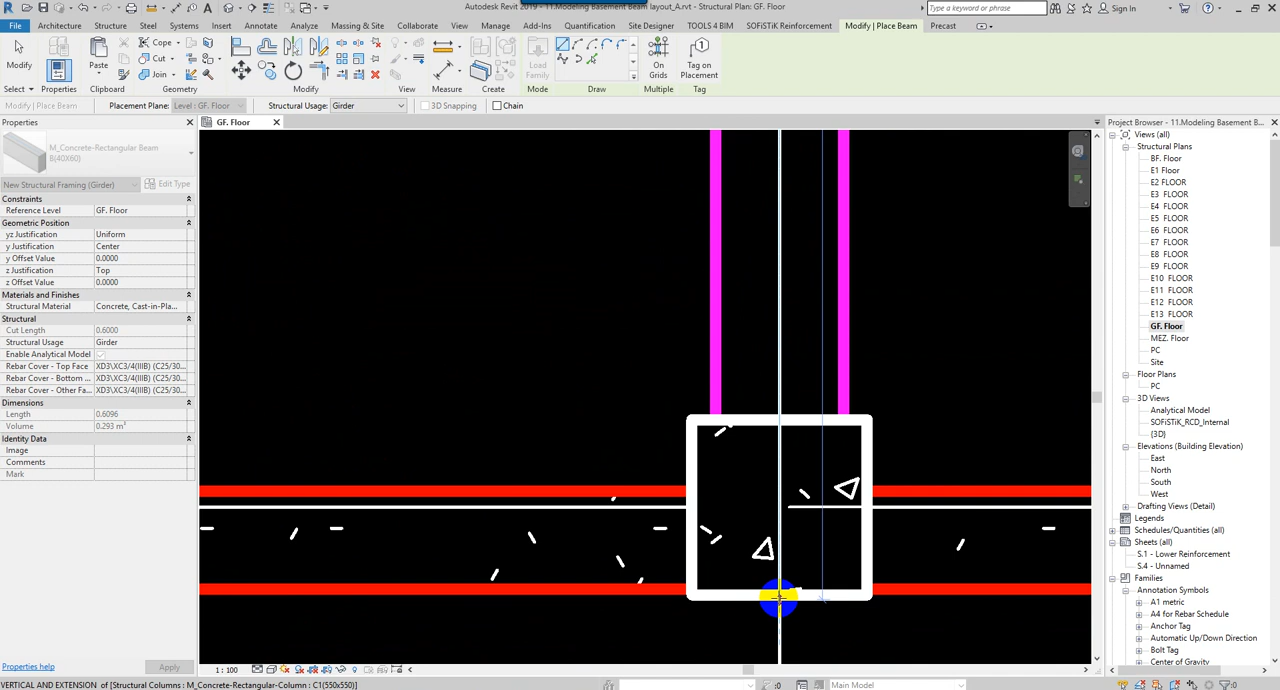 Autodesk Revit 2019 - 11.Modeling Basement Beam layout_A.rvt - Structural Plan: GF. Floor
Type a keyword or phrase
Sign In
File
Architecture
Structure
Steel
Systems
Insert
Annotate
Analyze
Massing & Site
Collaborate
View
Manage
Add-Ins
Quantification
Site Designer
TOOLS 4 BIM
SOFiSTiK Reinforcement
Modify | Place Beam
Precast
Modify
Paste
Cope
Cut
Join
Load
Family
On
Grids
Tag on
Placement
Select
Properties
Clipboard
Geometry
Modify
View
Measure
Create
Mode
Draw
Multiple
Tag
Modify | Place Beam
Placement Plane:
Level : GF. Floor
Structural Usage:
Girder
3D Snapping
Chain
Properties
M_Concrete-Rectangular Beam
B(40X60)
New Structural Framing (Girder)
Edit Type
Constraints
Reference Level GF. Floor
Geometric Position
yz Justification Uniform
y Justification Center
y Offset Value 0.0000
z Justification Top
z Offset Value 0.0000
Materials and Finishes
Structural Material Concrete, Cast-in-Pla...
Structural
Cut Length 0.6000
Structural Usage Girder
Enable Analytical Model
Rebar Cover - Top Face XD3\XC3/4(IIIB) (C25/30...
Rebar Cover - Bottom ... XD3\XC3/4(IIIB) (C25/30...
Rebar Cover - Other Fa... XD3\XC3/4(IIIB) (C25/30...
Dimensions
Length 0.6096
Volume 0.293 m³
Identity Data
Image
Comments
Mark
Properties help
Apply
GF. Floor
1 : 100
Project Browser - 11.Modeling Basement B...
Views (all)
Structural Plans
BF. Floor
E1 Floor
E2 FLOOR
E3 FLOOR
E4 FLOOR
E5 FLOOR
E6 FLOOR
E7 FLOOR
E8 FLOOR
E9 FLOOR
E10 FLOOR
E11 FLOOR
E12 FLOOR
E13 FLOOR
GF. Floor
MEZ. Floor
PC
Site
Floor Plans
PC
3D Views
Analytical Model
SOFiSTiK_RCD_Internal
{3D}
Elevations (Building Elevation)
East
North
South
West
Drafting Views (Detail)
Legends
Schedules/Quantities (all)
Sheets (all)
S.1 - Lower Reinforcement
S.4 - Unnamed
Families
Annotation Symbols
A1 metric
A4 for Rebar Schedule
Anchor Tag
Automatic Up/Down Direction
Bolt Tag
Center of Gravity
VERTICAL AND EXTENSION of [Structural Columns : M_Concrete-Rectangular-Column : C1(550x550)]
:0
Main Model
:0